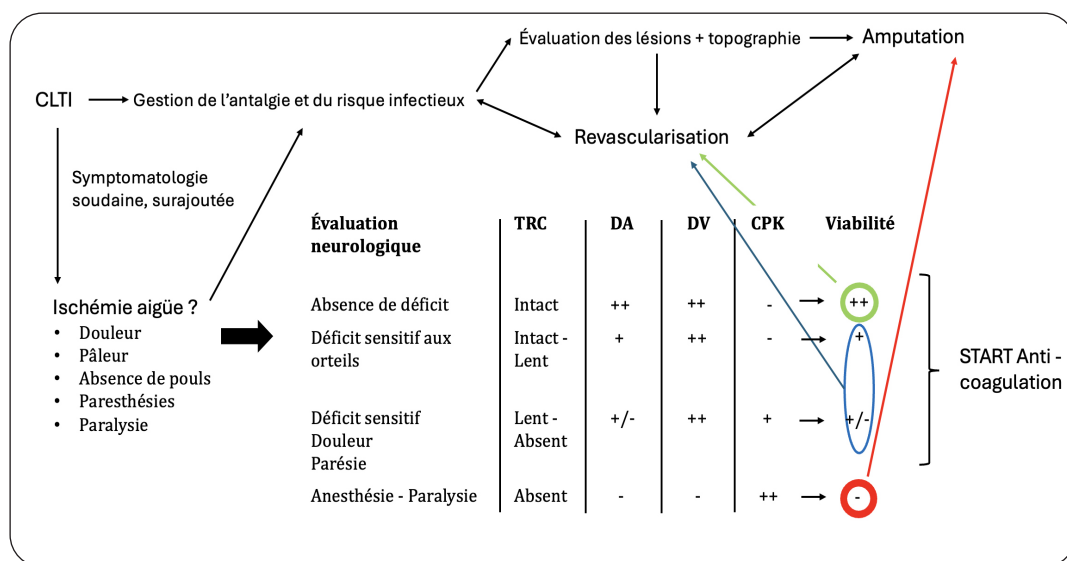 Évaluation des lésions + topographie
Amputation
CLTI
Gestion de l'antalgie et du risque infectieux
Revascularisation
Symptomatologie
soudaine, surajoutée
Évaluation
neurologique
TRC
DA
DV
CPK
Viabilité
Ischémie aigüe ?
• Douleur
• Pâleur
• Absence de pouls
• Paresthésies
• Paralysie
Absence de déficit
Intact
++
++
-
++
Déficit sensitif aux
orteils
Intact -
Lent
+
++
-
+
Déficit sensitif
Douleur
Parésie
Lent -
Absent
+/-
++
+
+/-
Anesthésie - Paralysie
Absent
-
-
++
-
START Anti -
coagulation